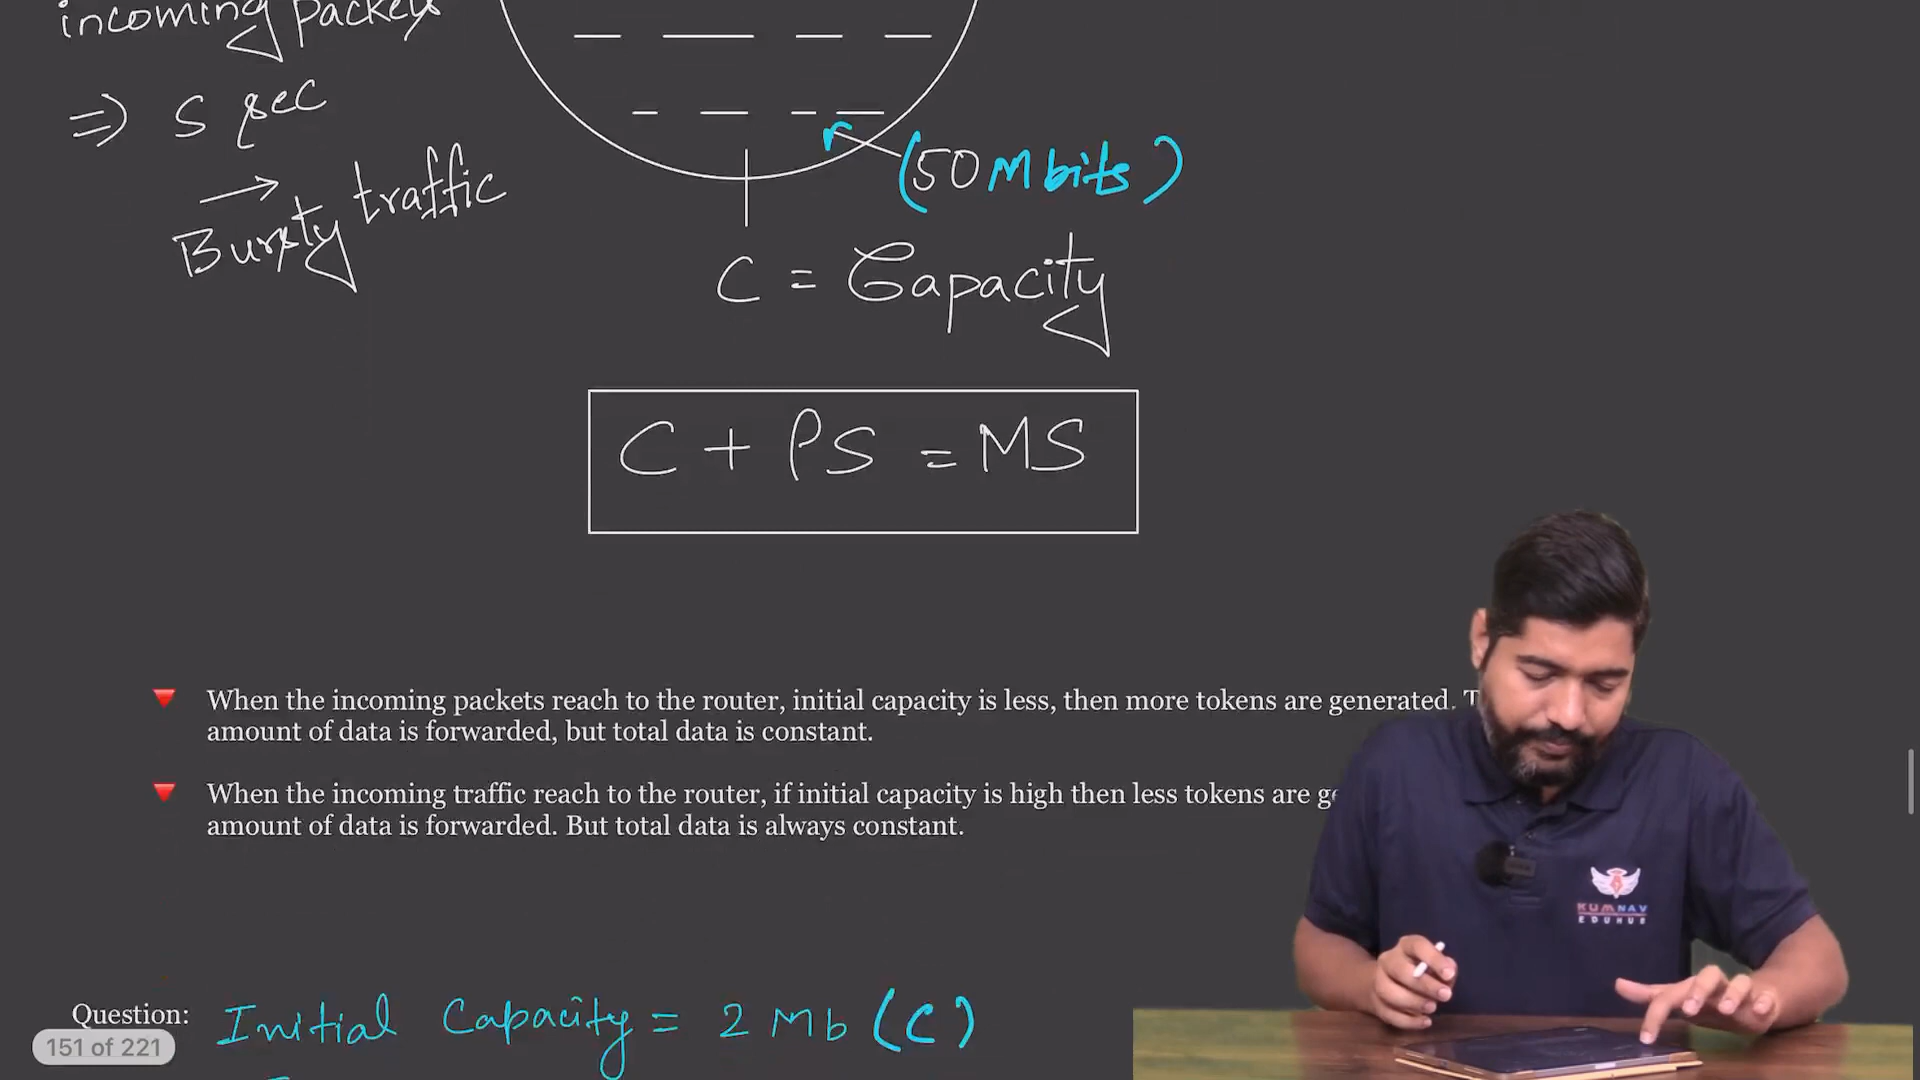 incoming packets
⇒ S sec
→
Bursty traffic
(50 Mbits)
C = Capacity
C + ρS = MS
When the incoming packets reach to the router, initial capacity is less, then more tokens are generated.
amount of data is forwarded, but total data is constant.
When the incoming traffic reach to the router, if initial capacity is high then less tokens are
amount of data is forwarded. But total data is always constant.
KUMNAV
EDUHUB
Question: Initial Capacity = 2 Mb (C)
151 of 221